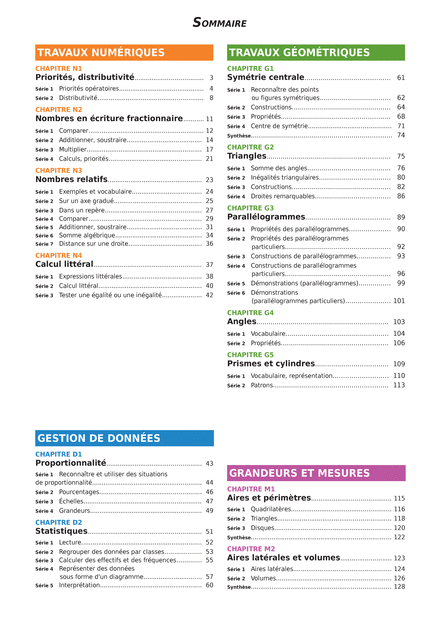 Sommaire
TRAVAUX NUMÉRIQUES
CHAPITRE N1
Priorités, distributivité.................................. 3
Série 1 Priorités opératoires.................................. 4
Série 2 Distributivité.................................. 8
CHAPITRE N2
Nombres en écriture fractionnaire.......... 11
Série 1 Comparer.................................. 12
Série 2 Additionner, soustraire.................................. 14
Série 3 Multiplier.................................. 17
Série 4 Calculs, priorités.................................. 21
CHAPITRE N3
Nombres relatifs.................................. 23
Série 1 Exemples et vocabulaire.................................. 24
Série 2 Sur un axe gradué.................................. 25
Série 3 Dans un repère.................................. 27
Série 4 Comparer.................................. 29
Série 5 Additionner, soustraire.................................. 31
Série 6 Somme algébrique.................................. 34
Série 7 Distance sur une droite.................................. 36
CHAPITRE N4
Calcul littéral.................................. 37
Série 1 Expressions littérales.................................. 38
Série 2 Calcul littéral.................................. 40
Série 3 Tester une égalité ou une inégalité.................... 42
GESTION DE DONNÉES
CHAPITRE D1
Proportionnalité.................................. 43
Série 1 Reconnaître et utiliser des situations
de proportionnalité.................................. 44
Série 2 Pourcentages.................................. 46
Série 3 Échelles.................................. 47
Série 4 Grandeurs.................................. 49
CHAPITRE D2
Statistiques.................................. 51
Série 1 Lecture.................................. 52
Série 2 Regrouper des données par classes.................. 53
Série 3 Calculer des effectifs et des fréquences............. 55
Série 4 Représenter des données
sous forme d'un diagramme.................................. 57
Série 5 Interprétation.................................. 60
TRAVAUX GÉOMÉTRIQUES
CHAPITRE G1
Symétrie centrale.................................. 61
Série 1 Reconnaître des points
ou figures symétriques.................................. 62
Série 2 Constructions.................................. 64
Série 3 Propriétés.................................. 68
Série 4 Centre de symétrie.................................. 71
Synthèse.................................. 74
CHAPITRE G2
Triangles.................................. 75
Série 1 Somme des angles.................................. 76
Série 2 Inégalités triangulaires.................................. 80
Série 3 Constructions.................................. 82
Série 4 Droites remarquables.................................. 86
CHAPITRE G3
Parallélogrammes.................................. 89
Série 1 Propriétés des parallélogrammes.................... 90
Série 2 Propriétés des parallélogrammes
particuliers.................................. 92
Série 3 Constructions de parallélogrammes................ 93
Série 4 Constructions de parallélogrammes
particuliers.................................. 96
Série 5 Démonstrations (parallélogrammes)................ 99
Série 6 Démonstrations
(parallélogrammes particuliers).................... 101
CHAPITRE G4
Angles.................................. 103
Série 1 Vocabulaire.................................. 104
Série 2 Propriétés.................................. 106
CHAPITRE G5
Prismes et cylindres.................................. 109
Série 1 Vocabulaire, représentation.................... 110
Série 2 Patrons.................................. 113
GRANDEURS ET MESURES
CHAPITRE M1
Aires et périmètres.................................. 115
Série 1 Quadrilatères.................................. 116
Série 2 Triangles.................................. 118
Série 3 Disques.................................. 120
Synthèse.................................. 122
CHAPITRE M2
Aires latérales et volumes.................... 123
Série 1 Aires latérales.................................. 124
Série 2 Volumes.................................. 126
Synthèse.................................. 128